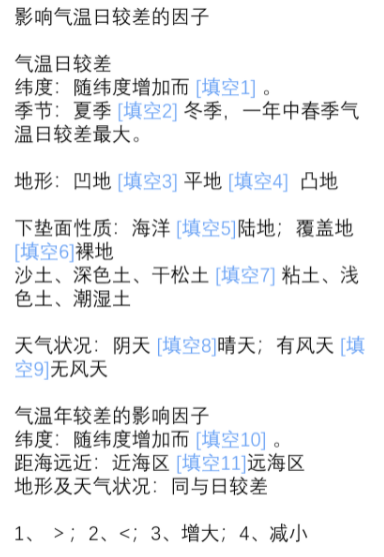 影响气温日较差的因子
气温日较差
纬度：随纬度增加而 [填空1] 。
季节：夏季 [填空2] 冬季，一年中春季气
温日较差最大。
地形：凹地 [填空3] 平地 [填空4] 凸地
下垫面性质：海洋 [填空5]陆地；覆盖地
[填空6]裸地
沙土、深色土、干松土 [填空7] 粘土、浅
色土、潮湿土
天气状况：阴天 [填空8]晴天；有风天 [填
空9]无风天
气温年较差的影响因子
纬度：随纬度增加而 [填空10] 。
距海远近：近海区 [填空11]远海区
地形及天气状况：同与日较差
1、 >；2、<；3、增大；4、减小